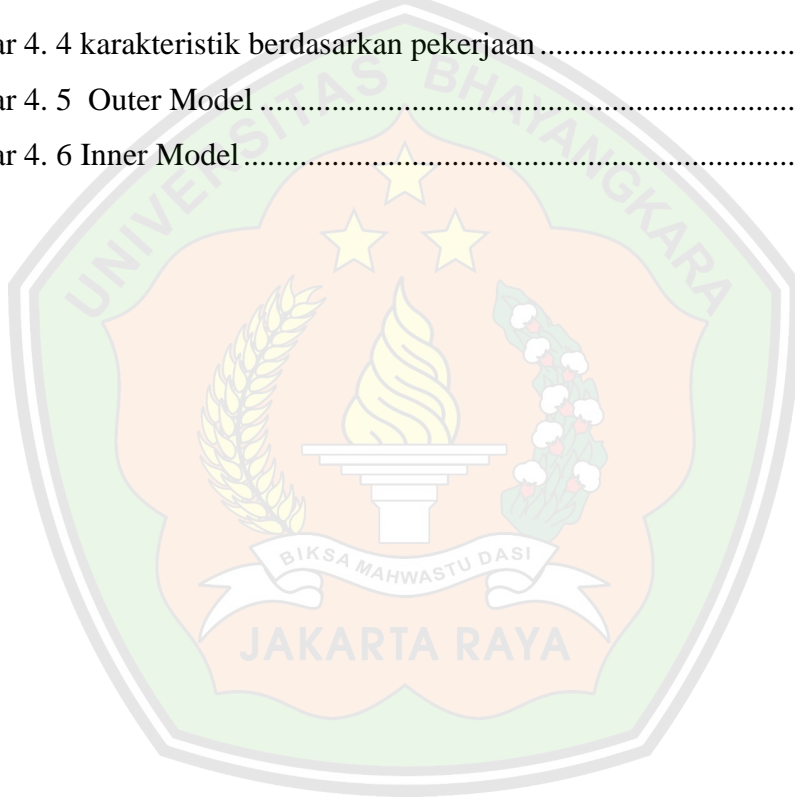 ar 4. 4 karakteristik berdasarkan pekerjaan ....................................
ar 4. 5  Outer Model ........................................................................
ar 4. 6 Inner Model ..........................................................................
UNIVERSITAS BHAYANGKARA
BIKSA MAHWASTU DASI
JAKARTA RAYA